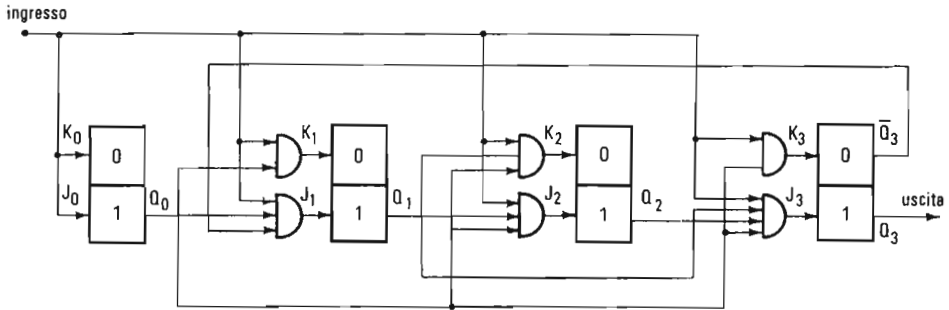 ingresso
K₀ 0
J₀ 1 Q₀
K₁ 0
J₁ 1 Q₁
K₂ 0
J₂ 1 Q₂
K₃ 0 Q̅₃
J₃ 1 Q₃
uscita